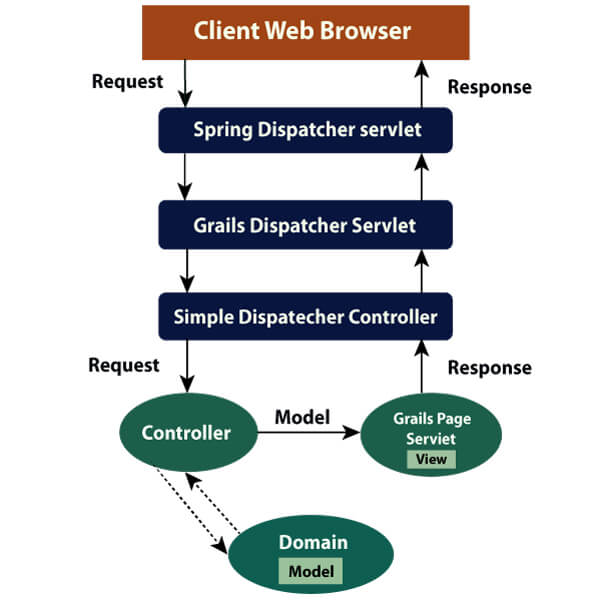 Client Web Browser
Request
Response
Spring Dispatcher servlet
Grails Dispatcher Servlet
Simple Dispatecher Controller
Request
Response
Controller
Model
Grails Page
Serviet
View
Domain
Model